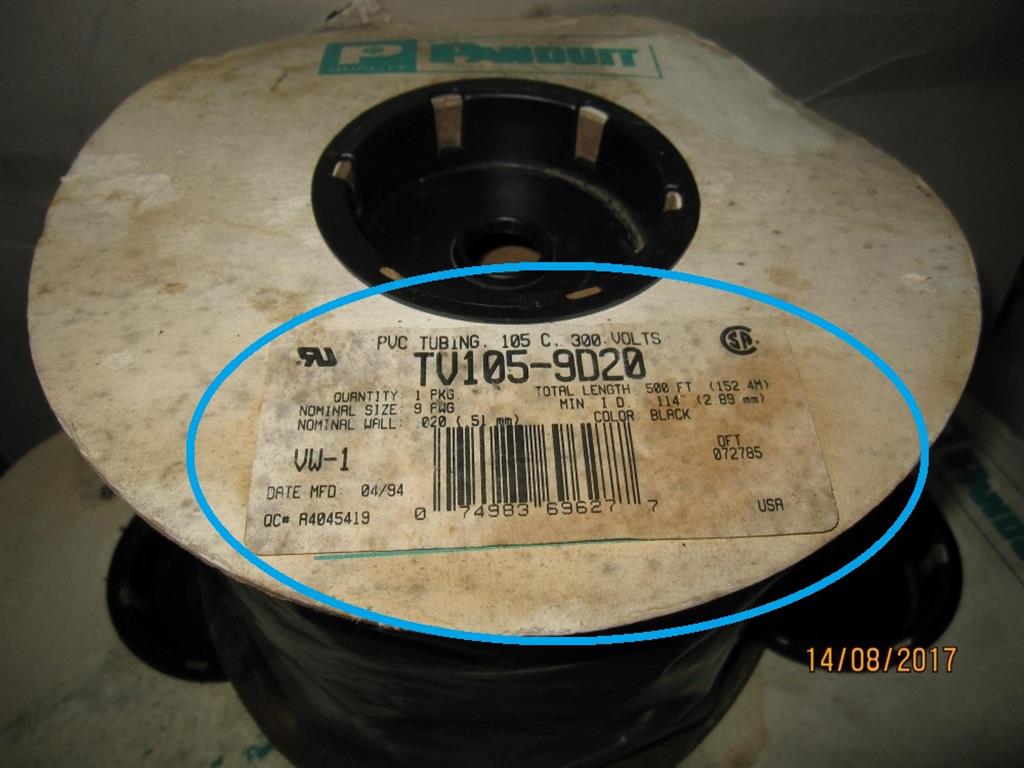 P PANDUIT
QUALITY
PVC TUBING, 105 C, 300 VOLTS
TV105-9D20
QUANTITY: 1 PKG.
NOMINAL SIZE: 9 AWG
NOMINAL WALL: .020 (.51 mm)
TOTAL LENGTH 500 FT (152.4M)
MIN. I.D. .114" (2.89 mm)
COLOR: BLACK
VW-1
OFT
072785
DATE MFD: 04/94
QC# A4045419
0 74983 69627 7
USA
14/08/2017